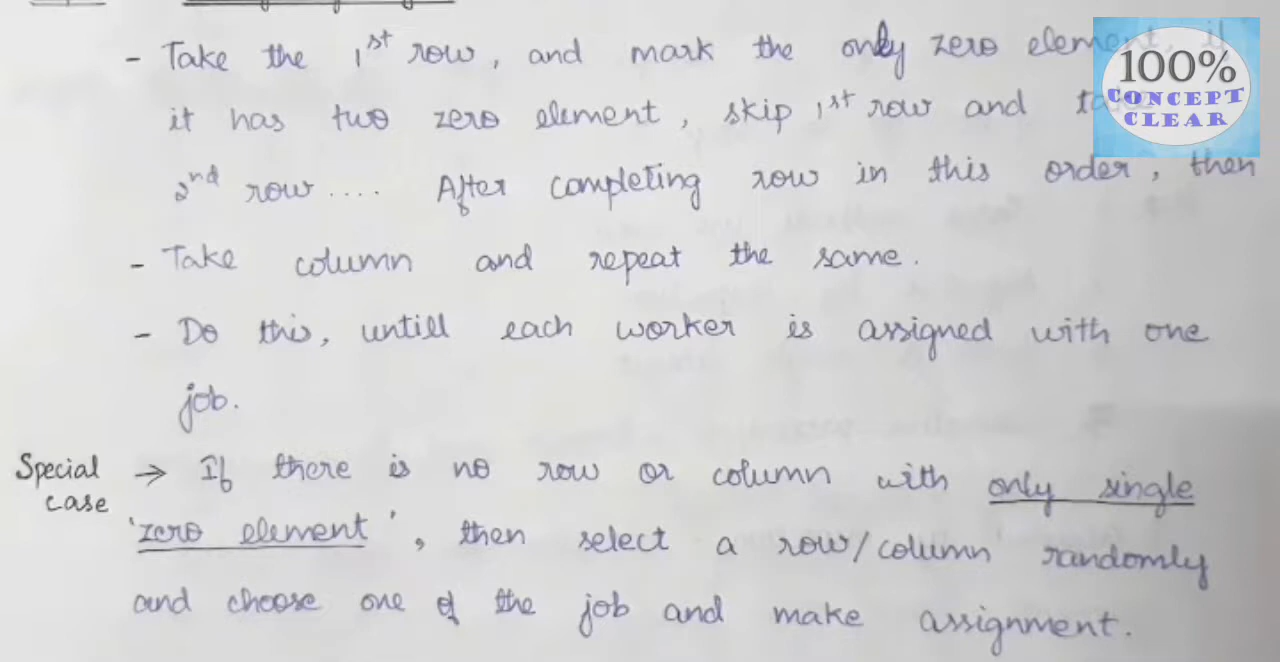 - Take the 1st row, and mark the only zero element, if
it has two zero element, skip 1st row and
2nd row .... After completing row in this order, then
- Take column and repeat the same.
- Do this, untill each worker is assigned with one
job.
Special case → If there is no row or column with only single
'zero element', then select a row/column randomly
and choose one of the job and make assignment.
100%
CONCEPT
CLEAR